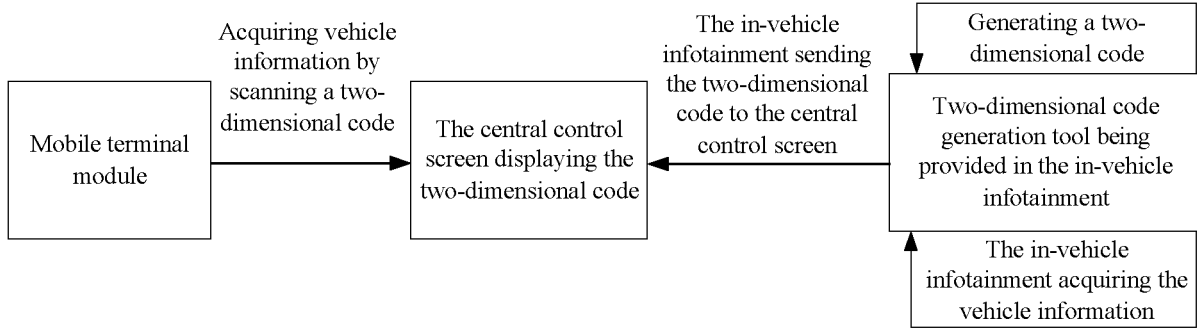 Mobile terminal
module
Acquiring vehicle
information by
scanning a two-
dimensional code
The central control
screen displaying the
two-dimensional code
The in-vehicle
infotainment sending
the two-dimensional
code to the central
control screen
Generating a two-
dimensional code
Two-dimensional code
generation tool being
provided in the in-vehicle
infotainment
The in-vehicle
infotainment acquiring the
vehicle information